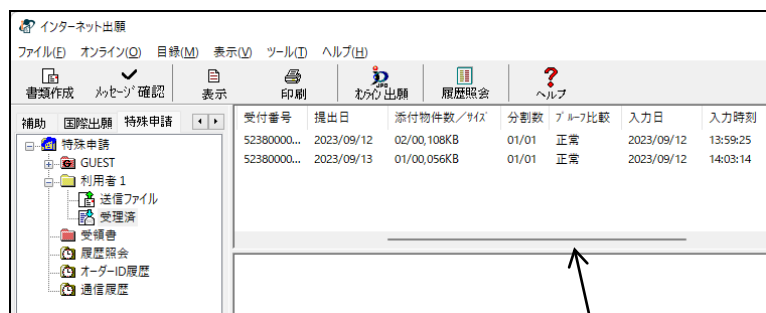 インターネット出願
ファイル(F) オンライン(O) 目録(M) 表示(V) ツール(T) ヘルプ(H)
書類作成 メッセージ確認 表示 印刷 オンライン出願 履歴照会 ヘルプ
補助 国際出願 特殊申請
受付番号 提出日 添付物件数/サイズ 分割数 プルーフ比較 入力日 入力時刻
52380000... 2023/09/12 02/00,108KB 01/01 正常 2023/09/12 13:59:25
52380000... 2023/09/13 01/00,056KB 01/01 正常 2023/09/12 14:03:14
特殊申請
GUEST
利用者1
送信ファイル
受理済
受領書
履歴照会
オーダーID履歴
通信履歴